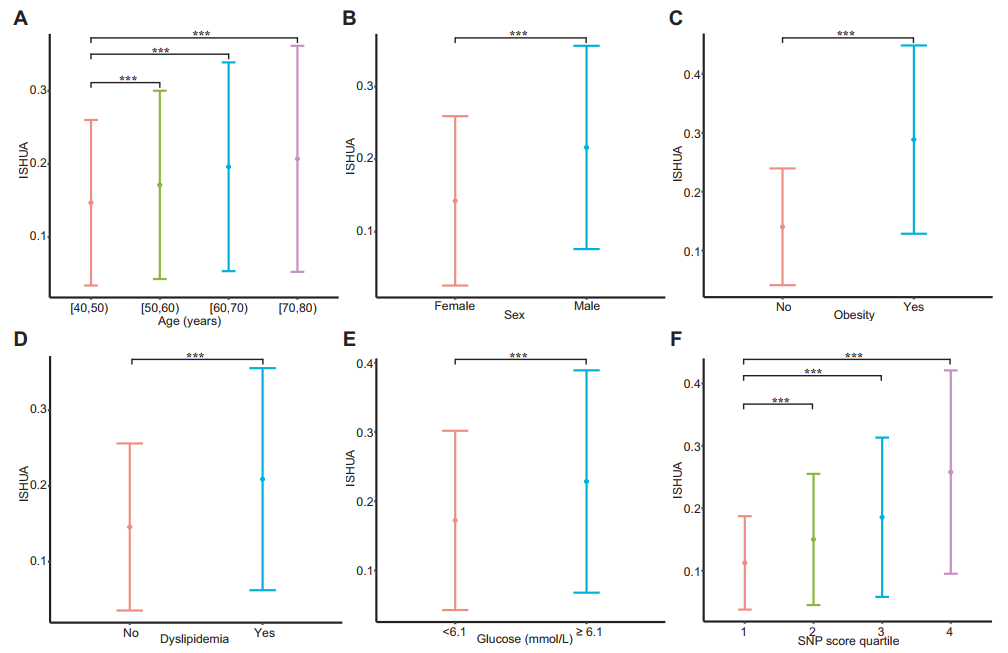 A
ISHUA
0.3
0.2
0.1
***
***
***
[40,50)
[50,60)
[60,70)
[70,80)
Age (years)
B
ISHUA
0.3
0.2
0.1
***
Female
Male
Sex
C
ISHUA
0.4
0.3
0.2
0.1
***
No
Yes
Obesity
D
ISHUA
0.3
0.2
0.1
***
No
Yes
Dyslipidemia
E
ISHUA
0.4
0.3
0.2
0.1
***
<6.1
≥ 6.1
Glucose (mmol/L)
F
ISHUA
0.4
0.3
0.2
0.1
***
***
***
1
2
3
4
SNP score quartile